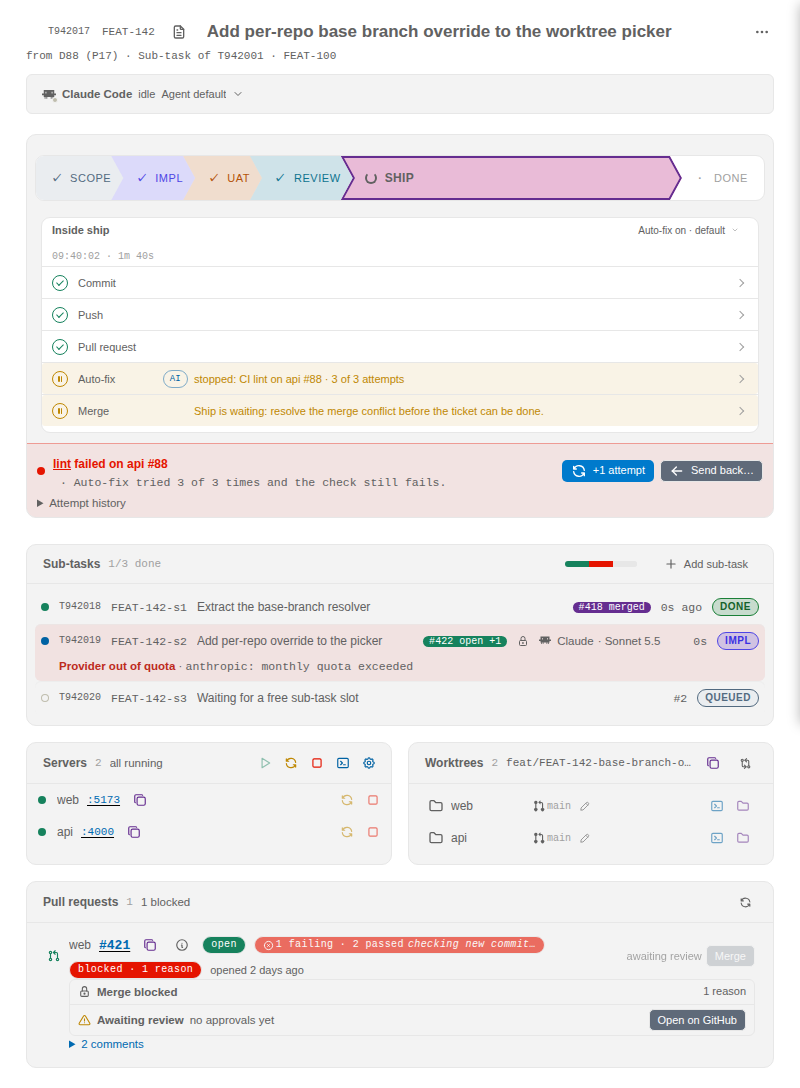 T942017 FEAT-142 Add per-repo base branch override to the worktree picker
from D88 (P17) · Sub-task of T942001 · FEAT-100
Claude Code idle Agent default
SCOPE IMPL UAT REVIEW SHIP DONE
Inside ship Auto-fix on · default
09:40:02 · 1m 40s
Commit
Push
Pull request
Auto-fix AI stopped: CI lint on api #88 · 3 of 3 attempts
Merge Ship is waiting: resolve the merge conflict before the ticket can be done.
lint failed on api #88
· Auto-fix tried 3 of 3 times and the check still fails.
+1 attempt Send back…
Attempt history
Sub-tasks 1/3 done Add sub-task
T942018 FEAT-142-s1 Extract the base-branch resolver #418 merged 0s ago DONE
T942019 FEAT-142-s2 Add per-repo override to the picker #422 open +1 Claude · Sonnet 5.5 0s IMPL
Provider out of quota · anthropic: monthly quota exceeded
T942020 FEAT-142-s3 Waiting for a free sub-task slot #2 QUEUED
Servers 2 all running
web :5173
api :4000
Worktrees 2 feat/FEAT-142-base-branch-o…
web main
api main
Pull requests 1 1 blocked
web #421 open 1 failing · 2 passed checking new commit…
blocked · 1 reason opened 2 days ago
awaiting review Merge
Merge blocked 1 reason
Awaiting review no approvals yet Open on GitHub
2 comments